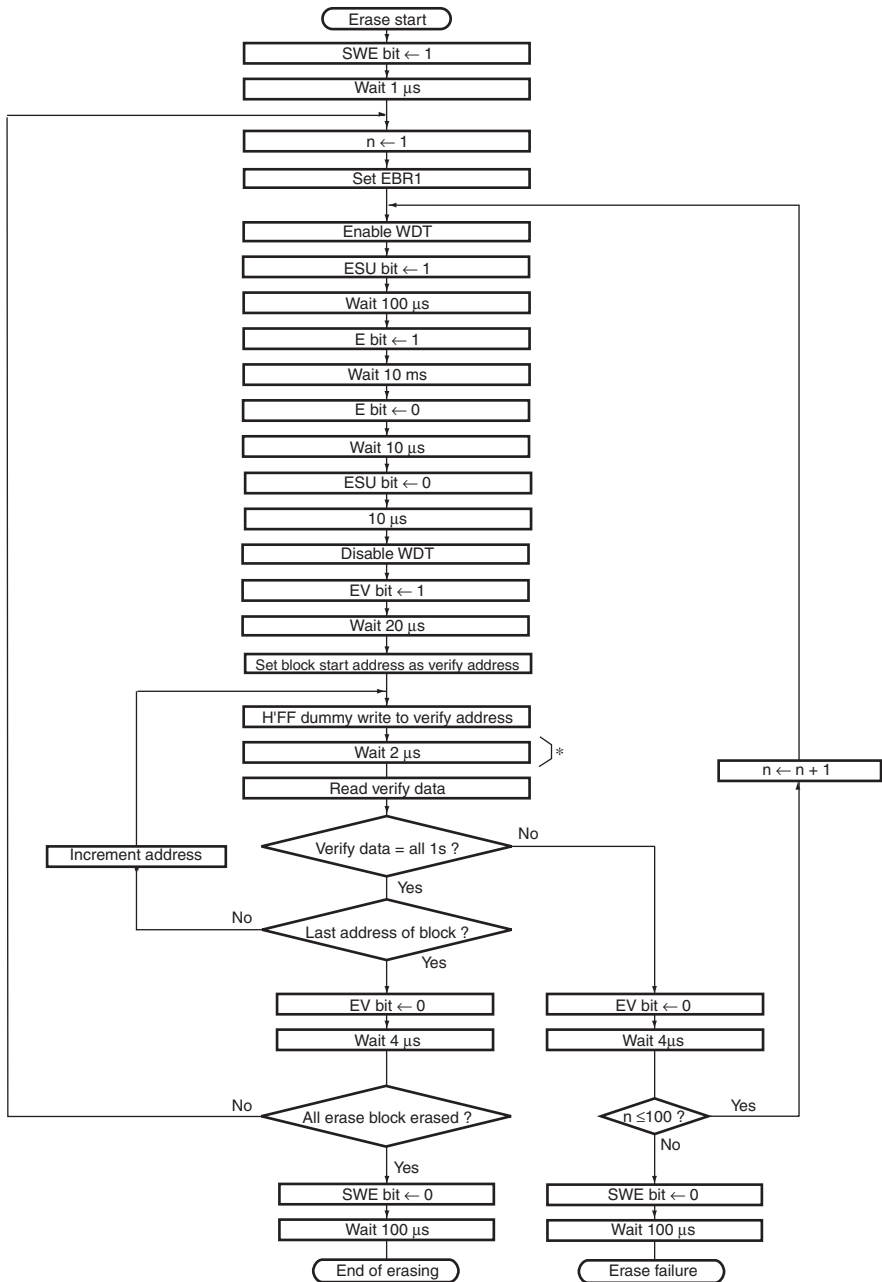 Erase start
SWE bit ← 1
Wait 1 μs
n ← 1
Set EBR1
Enable WDT
ESU bit ← 1
Wait 100 μs
E bit ← 1
Wait 10 ms
E bit ← 0
Wait 10 μs
ESU bit ← 0
10 μs
Disable WDT
EV bit ← 1
Wait 20 μs
Set block start address as verify address
H'FF dummy write to verify address
Wait 2 μs
*
n ← n + 1
Read verify data
Verify data = all 1s ?
No
Increment address
Yes
No
Last address of block ?
Yes
EV bit ← 0
EV bit ← 0
Wait 4 μs
Wait 4μs
No
All erase block erased ?
n ≤100 ?
Yes
Yes
No
SWE bit ← 0
SWE bit ← 0
Wait 100 μs
Wait 100 μs
End of erasing
Erase failure